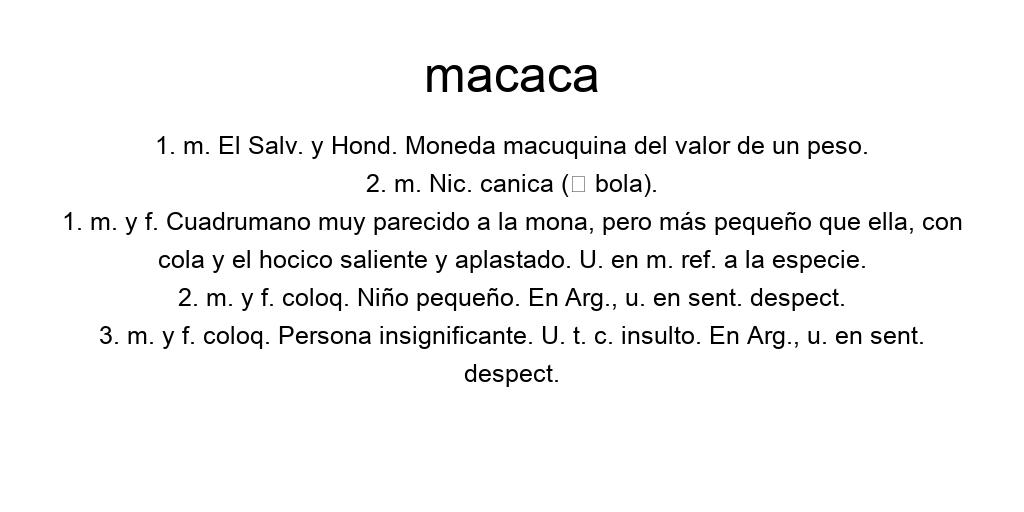 macaca
1. m. El Salv. y Hond. Moneda macuquina del valor de un peso.
2. m. Nic. canica (□ bola).
1. m. y f. Cuadrumano muy parecido a la mona, pero más pequeño que ella, con
cola y el hocico saliente y aplastado. U. en m. ref. a la especie.
2. m. y f. coloq. Niño pequeño. En Arg., u. en sent. despect.
3. m. y f. coloq. Persona insignificante. U. t. c. insulto. En Arg., u. en sent.
despect.